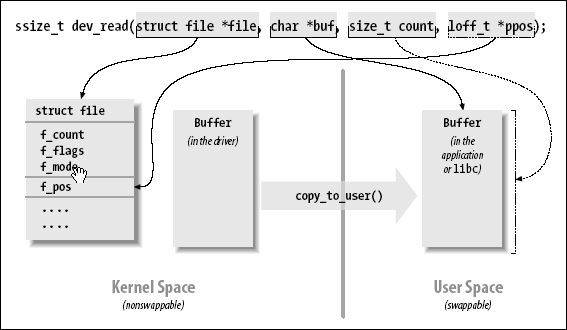 ssize_t dev_read(struct file *file, char *buf, size_t count, loff_t *ppos);
struct file
f_count
f_flags
f_mode
f_pos
....
....
Buffer
(in the driver)
copy_to_user()
Buffer
(in the
application
or libc)
Kernel Space
(nonswappable)
User Space
(swappable)